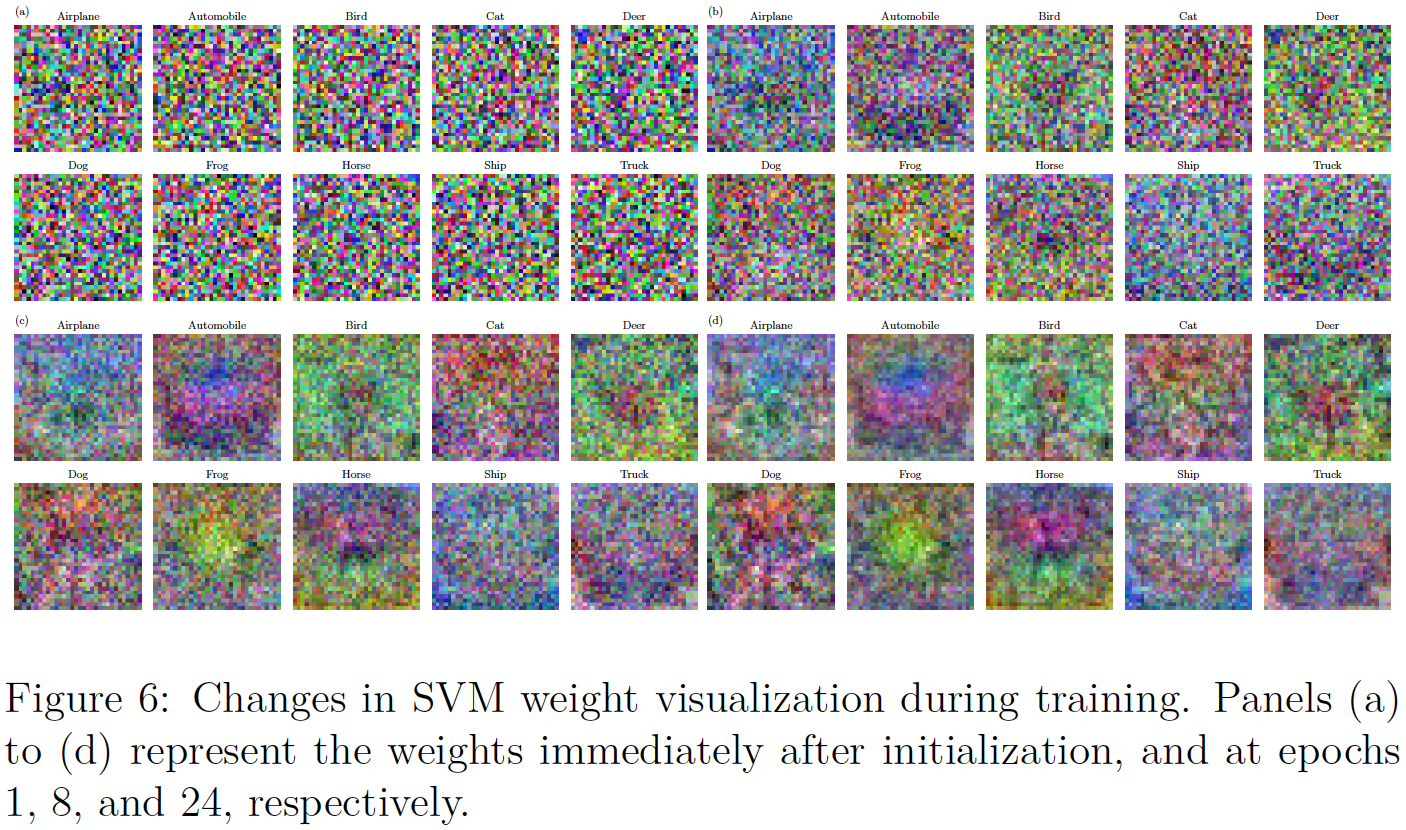 (a)
Airplane Automobile Bird Cat Deer
Dog Frog Horse Ship Truck
(b)
Airplane Automobile Bird Cat Deer
Dog Frog Horse Ship Truck
(c)
Airplane Automobile Bird Cat Deer
Dog Frog Horse Ship Truck
(d)
Airplane Automobile Bird Cat Deer
Dog Frog Horse Ship Truck
Figure 6: Changes in SVM weight visualization during training. Panels (a)
to (d) represent the weights immediately after initialization, and at epochs
1, 8, and 24, respectively.